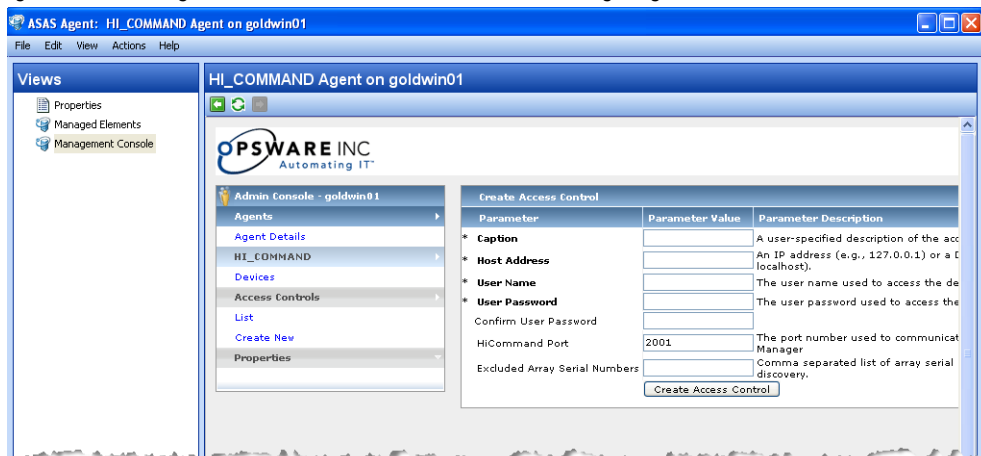 ASAS Agent: HI_COMMAND Agent on goldwin01
File Edit View Actions Help
Views
Properties
Managed Elements
Management Console
HI_COMMAND Agent on goldwin01
OPSWARE INC
Automating IT™
Admin Console - goldwin01
Agents
Agent Details
HI_COMMAND
Devices
Access Controls
List
Create New
Properties
Create Access Control
Parameter Parameter Value Parameter Description
* Caption A user-specified description of the acc
* Host Address An IP address (e.g., 127.0.0.1) or a D
localhost).
* User Name The user name used to access the de
* User Password The user password used to access the
Confirm User Password
HiCommand Port 2001 The port number used to communicat
Manager
Excluded Array Serial Numbers Comma separated list of array serial
discovery.
Create Access Control